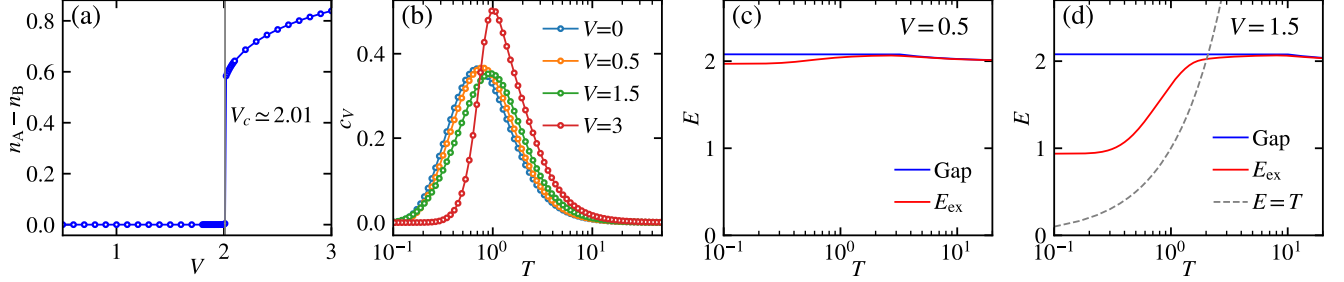 (a)
n_A − n_B
0.8
0.6
0.4
0.2
0.0
V_c ≃ 2.01
1
2
3
V
(b)
c_V
0.4
0.2
0.0
V=0
V=0.5
V=1.5
V=3
10^{-1}
10^0
10^1
T
(c)
V=0.5
E
2
1
0
Gap
E_ex
10^{-1}
10^0
10^1
T
(d)
V=1.5
E
2
1
0
Gap
E_ex
E=T
10^{-1}
10^0
10^1
T